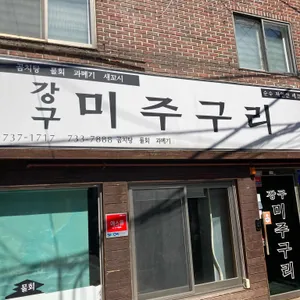 곰치탕 물회 과메기 새꼬시
강구 미주구리
737-1717 733-7888 곰치탕 물회 과메기
강구
미주구리
물회